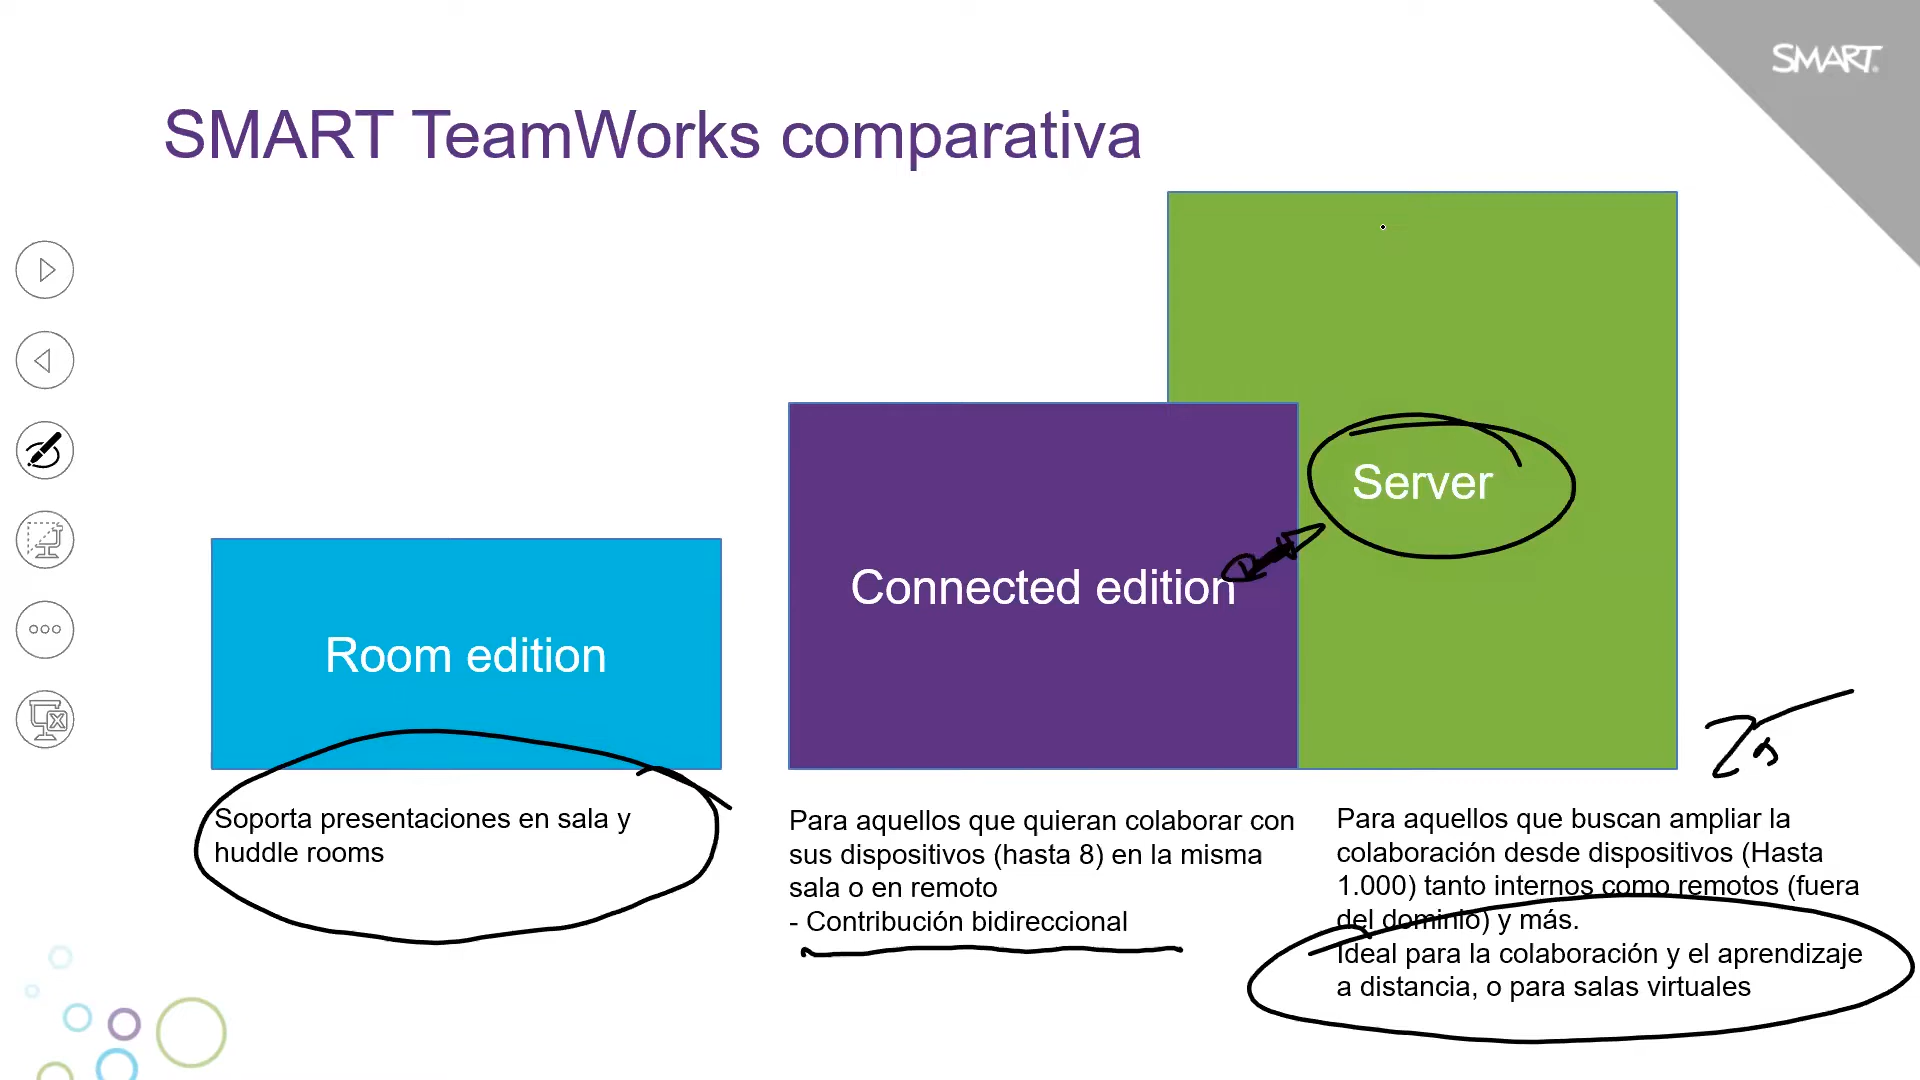 SMART
SMART TeamWorks comparativa
Server
Connected edition
Room edition
Soporta presentaciones en sala y
huddle rooms
Para aquellos que quieran colaborar con
sus dispositivos (hasta 8) en la misma
sala o en remoto
- Contribución bidireccional
Para aquellos que buscan ampliar la
colaboración desde dispositivos (Hasta
1.000) tanto internos como remotos (fuera
del dominio) y más.
Ideal para la colaboración y el aprendizaje
a distancia, o para salas virtuales